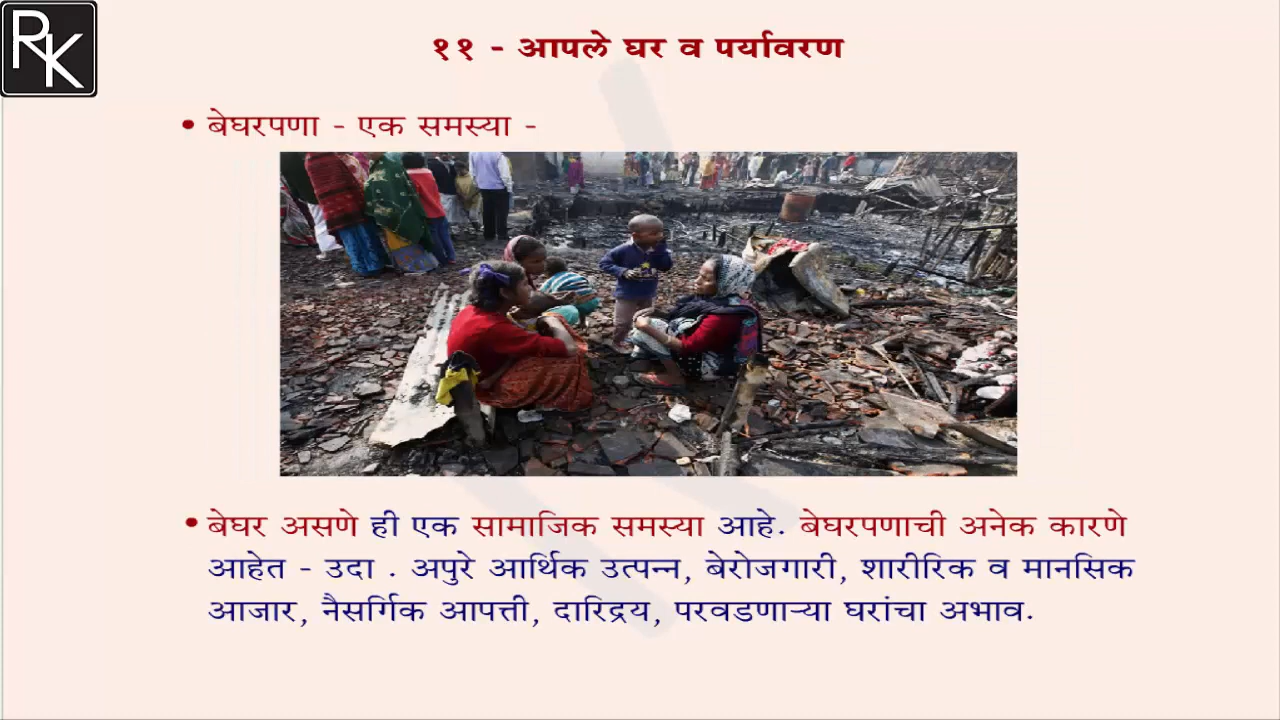 RK
११ - आपले घर व पर्यावरण
• बेघरपणा - एक समस्या -
• बेघर असणे ही एक सामाजिक समस्या आहे. बेघरपणाची अनेक कारणे
आहेत - उदा . अपुरे आर्थिक उत्पन्न, बेरोजगारी, शारीरिक व मानसिक
आजार, नैसर्गिक आपत्ती, दारिद्रय, परवडणाऱ्या घरांचा अभाव.